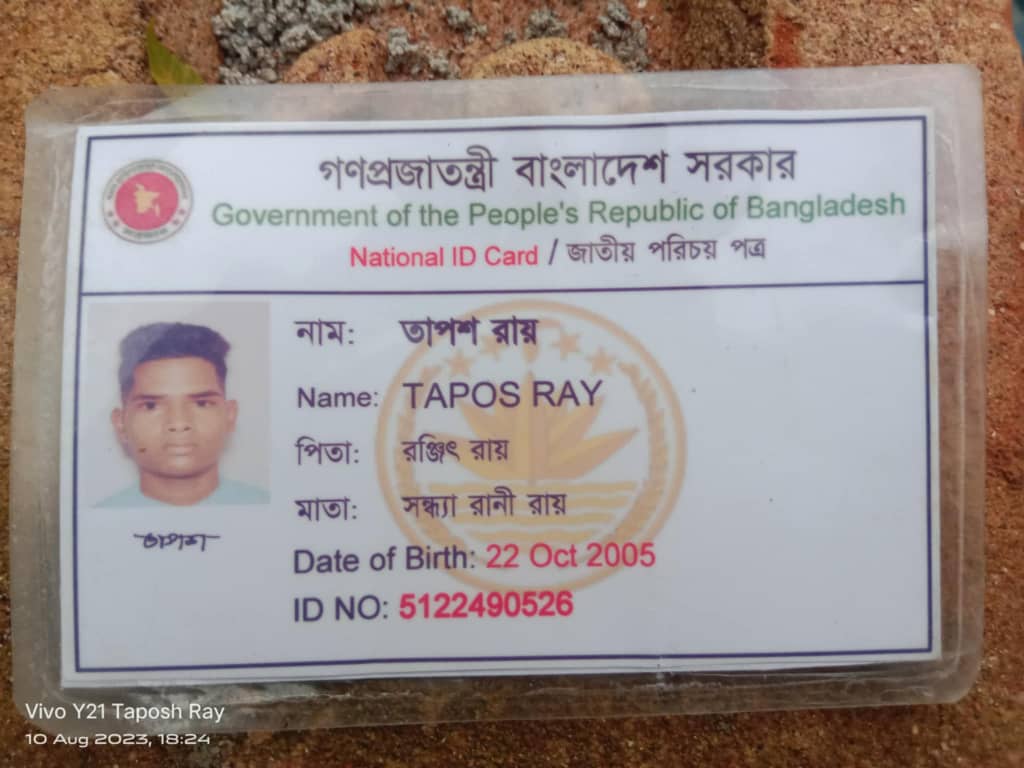 গণপ্রজাতন্ত্রী বাংলাদেশ সরকার
Government of the People's Republic of Bangladesh
National ID Card / জাতীয় পরিচয় পত্র
নাম: তাপশ রায়
Name: TAPOS RAY
পিতা: রঞ্জিৎ রায়
মাতা: সন্ধ্যা রানী রায়
তাপশ
Date of Birth: 22 Oct 2005
ID NO: 5122490526
Vivo Y21 Taposh Ray
10 Aug 2023, 18:24